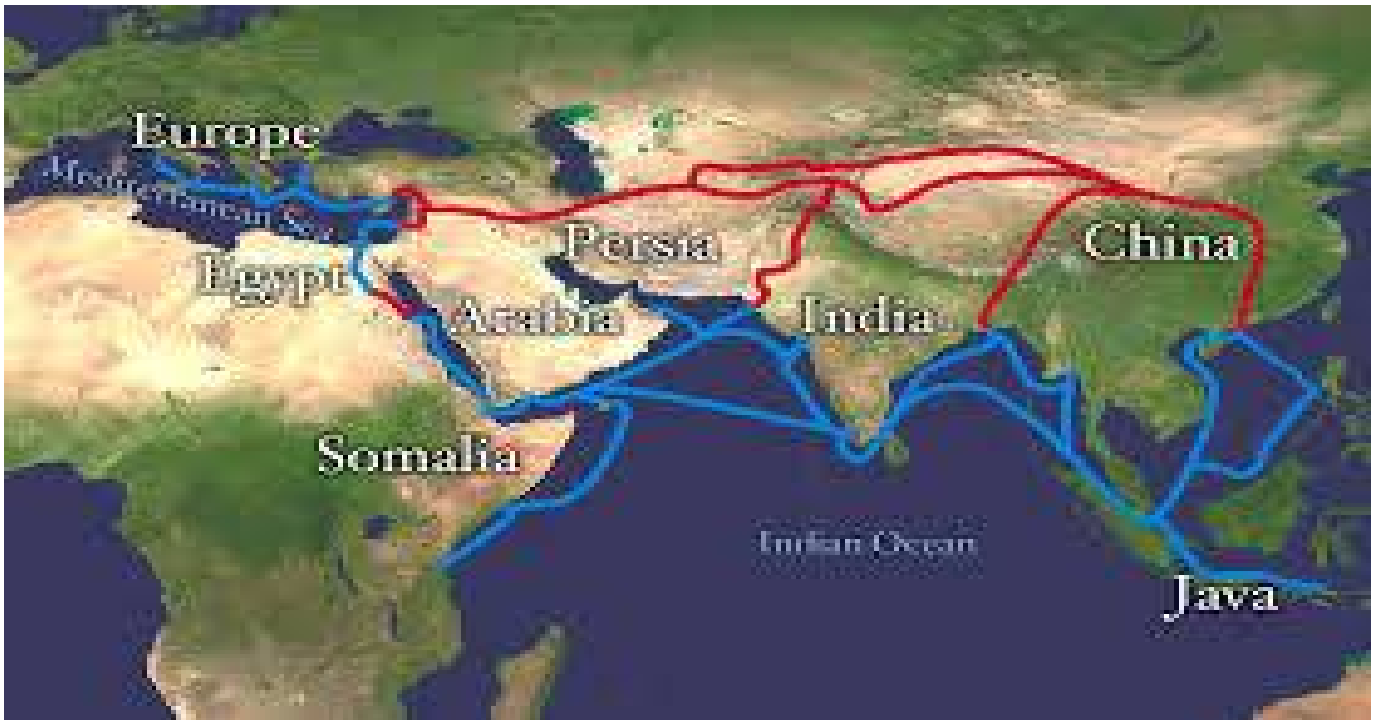 Europe
Mediterranean Sea
Egypt
Persia
Arabia
India
China
Somalia
Indian Ocean
Java